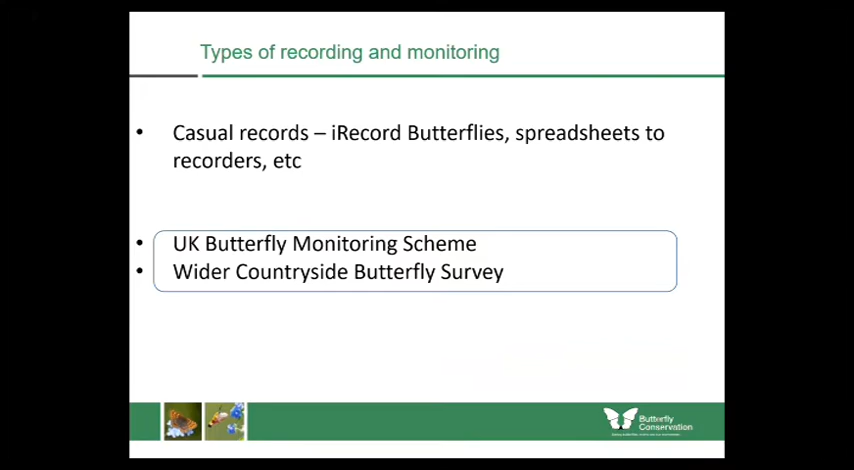 Types of recording and monitoring
• Casual records – iRecord Butterflies, spreadsheets to
recorders, etc
• UK Butterfly Monitoring Scheme
• Wider Countryside Butterfly Survey
Butterfly
Conservation